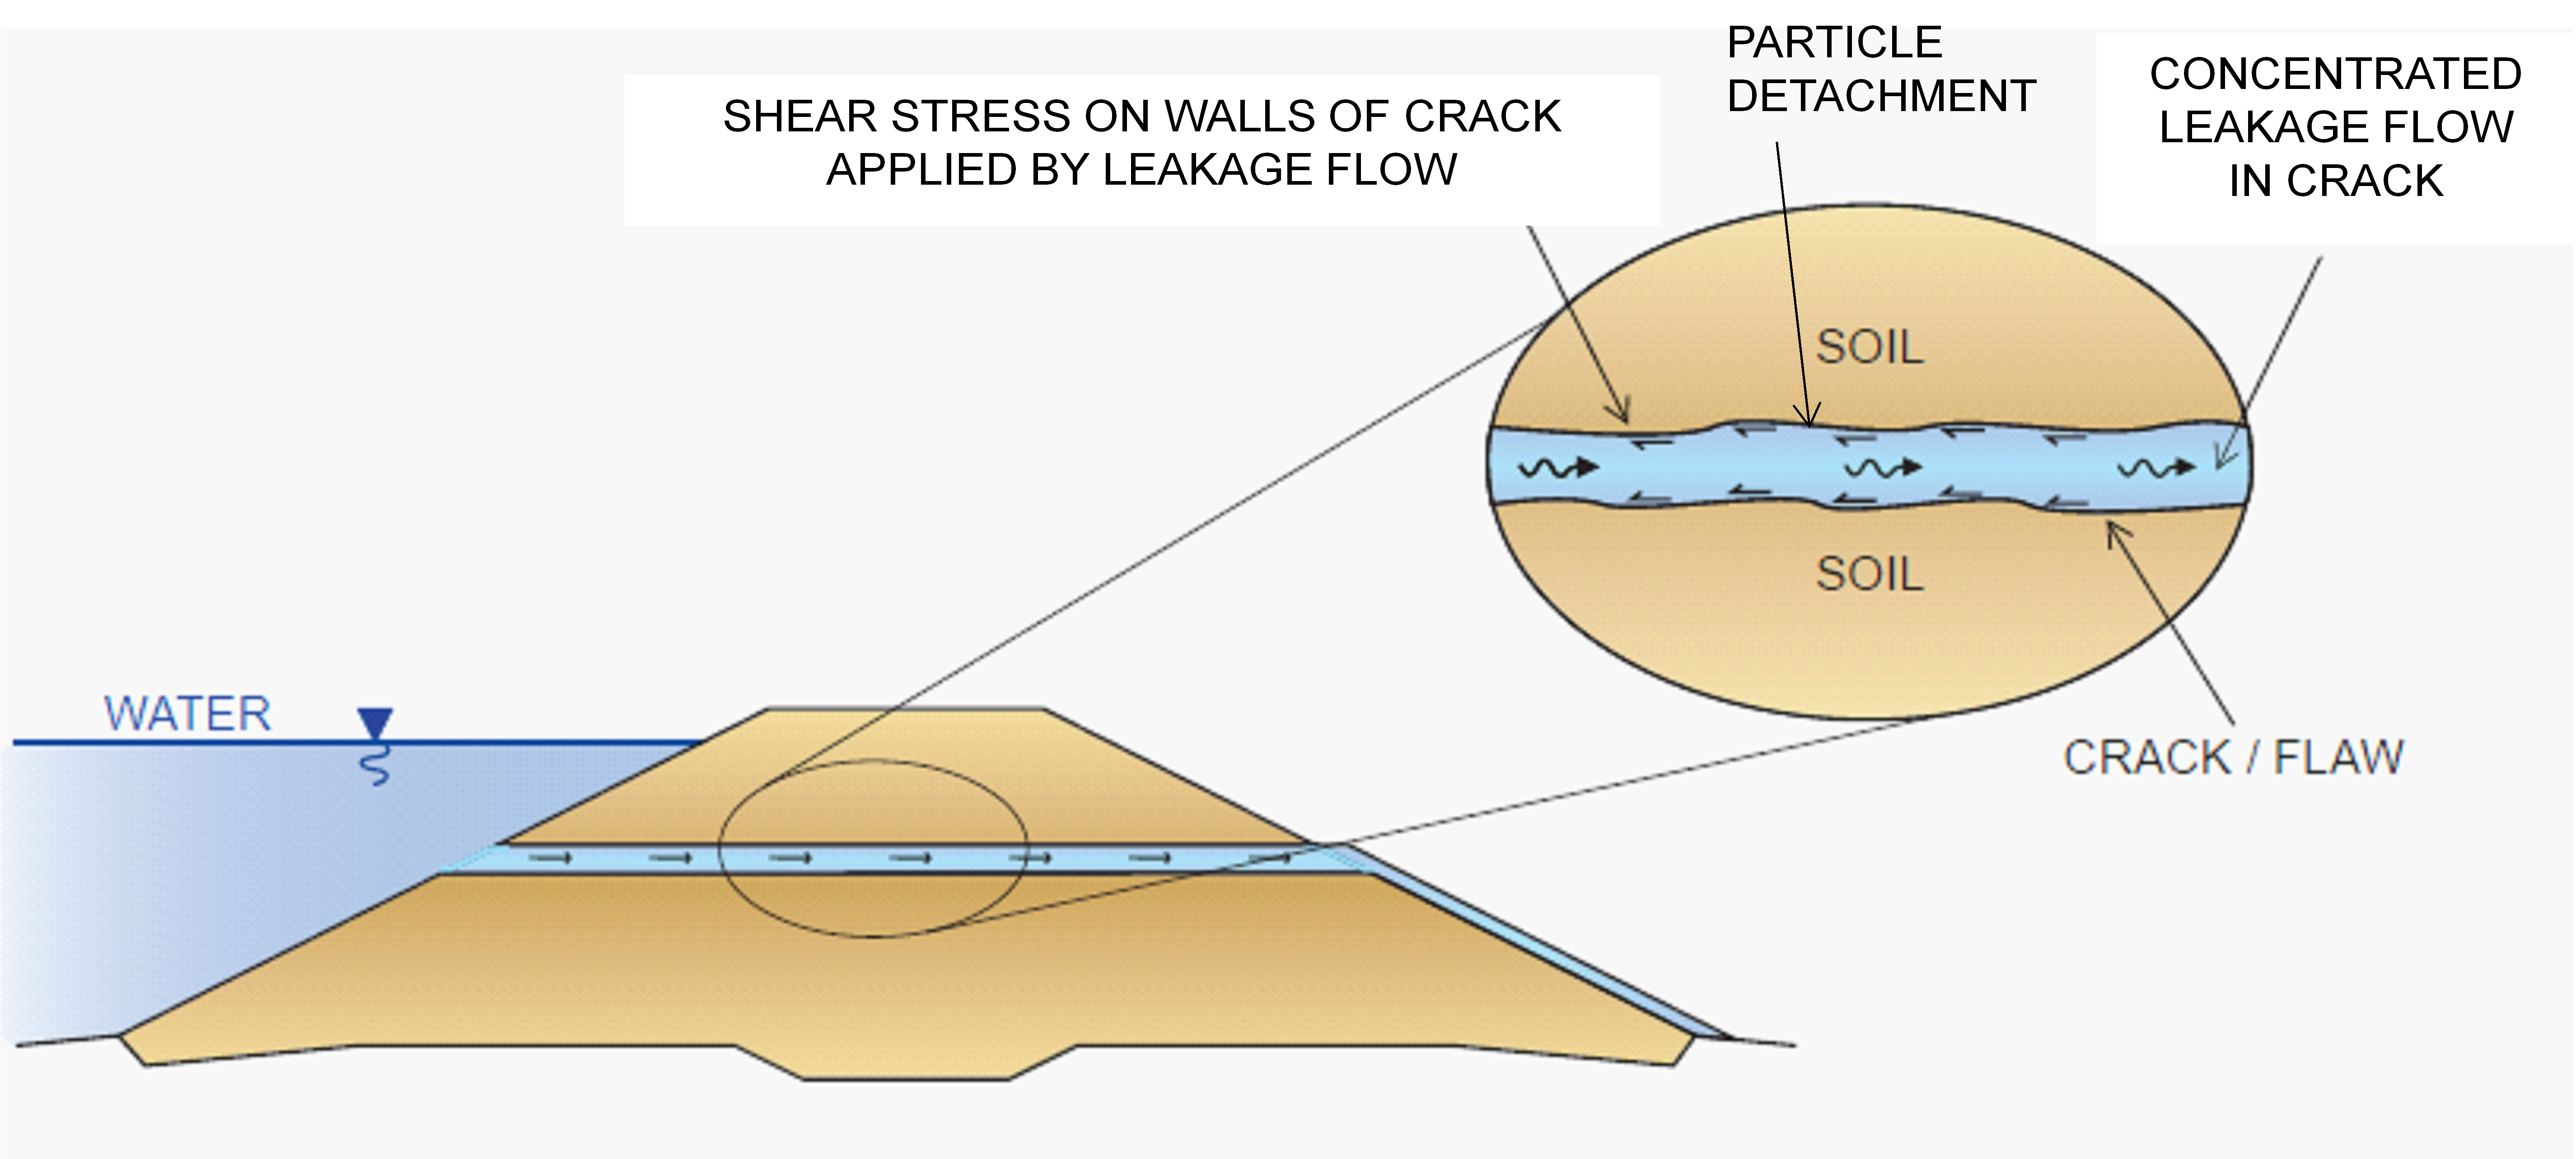 SHEAR STRESS ON WALLS OF CRACK
APPLIED BY LEAKAGE FLOW
PARTICLE
DETACHMENT
CONCENTRATED
LEAKAGE FLOW
IN CRACK
SOIL
SOIL
CRACK / FLAW
WATER